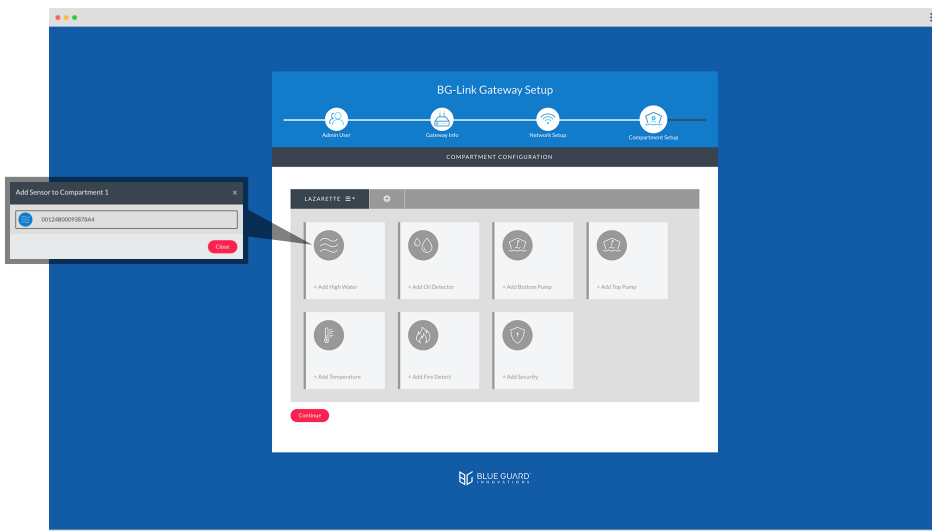 BG-Link Gateway Setup
Admin User
Gateway Info
Network Setup
Compartment Setup
COMPARTMENT CONFIGURATION
Add Sensor to Compartment 1 ×
00124B00093878A4
Close
LAZARETTE
+ Add High Water
+ Add Oil Detector
+ Add Bottom Pump
+ Add Top Pump
+ Add Temperature
+ Add Fire Detect
+ Add Security
Continue
BG BLUE GUARD
INNOVATIONS